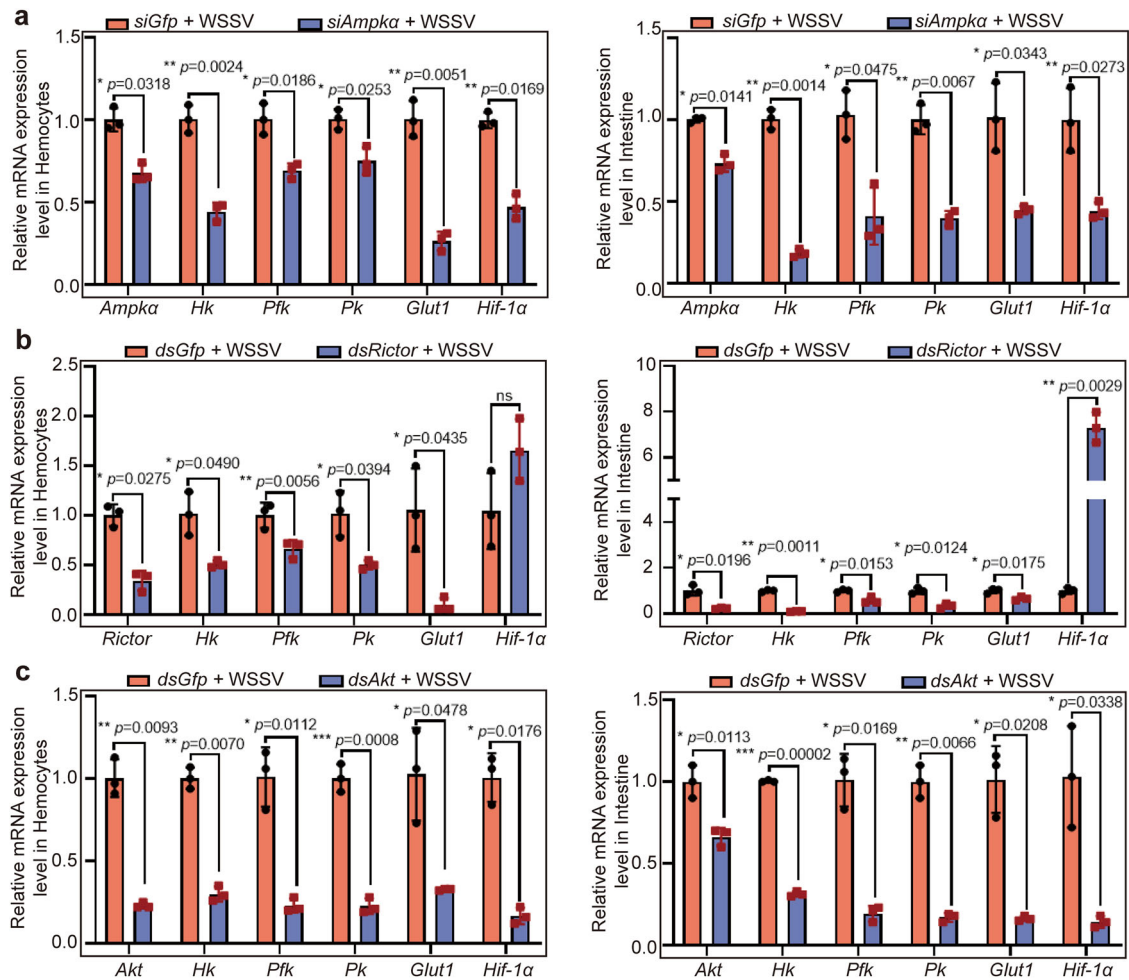 a
siGfp + WSSV siAmpkα + WSSV
Relative mRNA expression
level in Hemocytes
1.5
1.0
0.5
0.0
* p=0.0318
** p=0.0024
* p=0.0186
* p=0.0253
** p=0.0051
** p=0.0169
Ampkα Hk Pfk Pk Glut1 Hif-1α
siGfp + WSSV siAmpkα + WSSV
Relative mRNA expression
level in Intestine
1.5
1.0
0.5
0.0
* p=0.0141
** p=0.0014
* p=0.0475
** p=0.0067
* p=0.0343
** p=0.0273
Ampkα Hk Pfk Pk Glut1 Hif-1α
b
dsGfp + WSSV dsRictor + WSSV
Relative mRNA expression
level in Hemocytes
2.5
2.0
1.5
1.0
0.5
0.0
* p=0.0275
* p=0.0490
** p=0.0056
* p=0.0394
* p=0.0435
ns
Rictor Hk Pfk Pk Glut1 Hif-1α
dsGfp + WSSV dsRictor + WSSV
Relative mRNA expression
level in Intestine
10
8
6
4
2
0
* p=0.0196
** p=0.0011
* p=0.0153
* p=0.0124
* p=0.0175
** p=0.0029
Rictor Hk Pfk Pk Glut1 Hif-1α
c
dsGfp + WSSV dsAkt + WSSV
Relative mRNA expression
level in Hemocytes
1.5
1.0
0.5
0.0
** p=0.0093
** p=0.0070
* p=0.0112
*** p=0.0008
* p=0.0478
* p=0.0176
Akt Hk Pfk Pk Glut1 Hif-1α
dsGfp + WSSV dsAkt + WSSV
Relative mRNA expression
level in Intestine
1.5
1.0
0.5
0.0
* p=0.0113
*** p=0.00002
* p=0.0169
** p=0.0066
* p=0.0208
* p=0.0338
Akt Hk Pfk Pk Glut1 Hif-1α